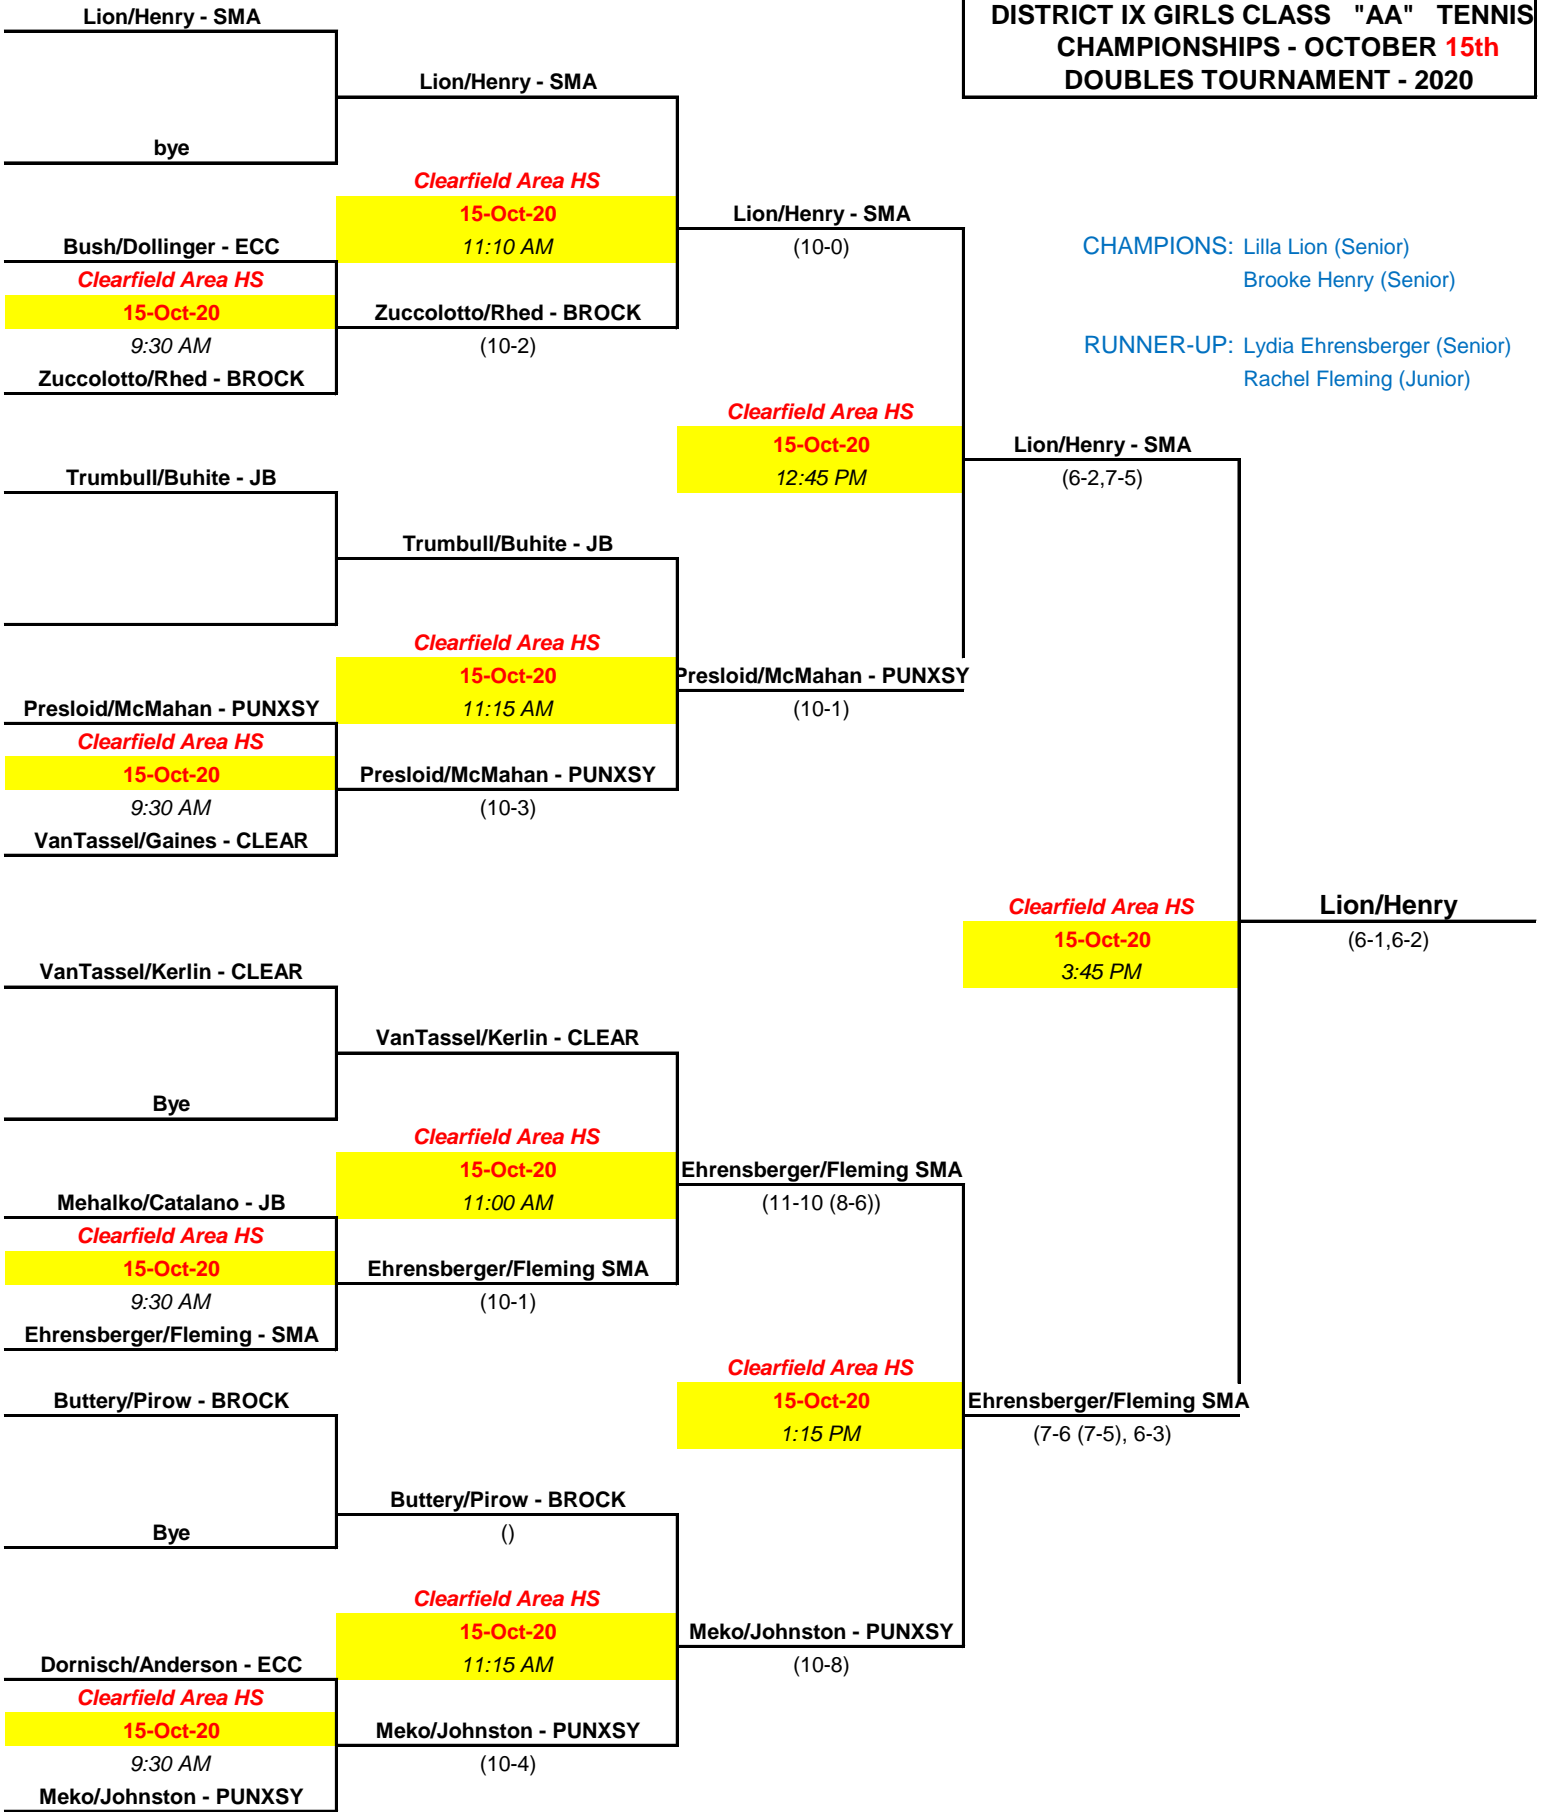 Lion/Henry - SMA
DISTRICT IX GIRLS CLASS "AA" TENNIS
CHAMPIONSHIPS - OCTOBER 15th
DOUBLES TOURNAMENT - 2020
Lion/Henry - SMA
bye
Clearfield Area HS
15-Oct-20
11:10 AM
Lion/Henry - SMA
(10-0)
CHAMPIONS: Lilla Lion (Senior)
Brooke Henry (Senior)
RUNNER-UP: Lydia Ehrensberger (Senior)
Rachel Fleming (Junior)
Bush/Dollinger - ECC
Clearfield Area HS
15-Oct-20
9:30 AM
Zuccolotto/Rhed - BROCK
Zuccolotto/Rhed - BROCK
(10-2)
Clearfield Area HS
15-Oct-20
12:45 PM
Lion/Henry - SMA
(6-2,7-5)
Trumbull/Buhite - JB
Trumbull/Buhite - JB
Clearfield Area HS
15-Oct-20
11:15 AM
Presloid/McMahan - PUNXSY
(10-1)
Presloid/McMahan - PUNXSY
Clearfield Area HS
15-Oct-20
9:30 AM
VanTassel/Gaines - CLEAR
Presloid/McMahan - PUNXSY
(10-3)
Clearfield Area HS
15-Oct-20
3:45 PM
Lion/Henry
(6-1,6-2)
VanTassel/Kerlin - CLEAR
VanTassel/Kerlin - CLEAR
Bye
Clearfield Area HS
15-Oct-20
11:00 AM
Ehrensberger/Fleming SMA
(11-10 (8-6))
Mehalko/Catalano - JB
Clearfield Area HS
15-Oct-20
9:30 AM
Ehrensberger/Fleming - SMA
Ehrensberger/Fleming SMA
(10-1)
Clearfield Area HS
15-Oct-20
1:15 PM
Ehrensberger/Fleming SMA
(7-6 (7-5), 6-3)
Buttery/Pirow - BROCK
Buttery/Pirow - BROCK
()
Bye
Clearfield Area HS
15-Oct-20
11:15 AM
Meko/Johnston - PUNXSY
(10-8)
Dornisch/Anderson - ECC
Clearfield Area HS
15-Oct-20
9:30 AM
Meko/Johnston - PUNXSY
Meko/Johnston - PUNXSY
(10-4)